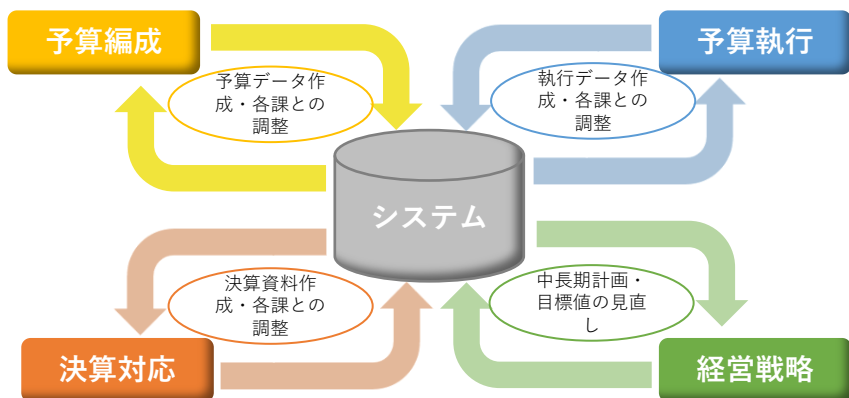 予算編成
予算執行
予算データ作
成・各課との
調整
執行データ作
成・各課との
調整
システム
決算資料作
成・各課との
調整
中長期計画・
目標値の見直
し
決算対応
経営戦略